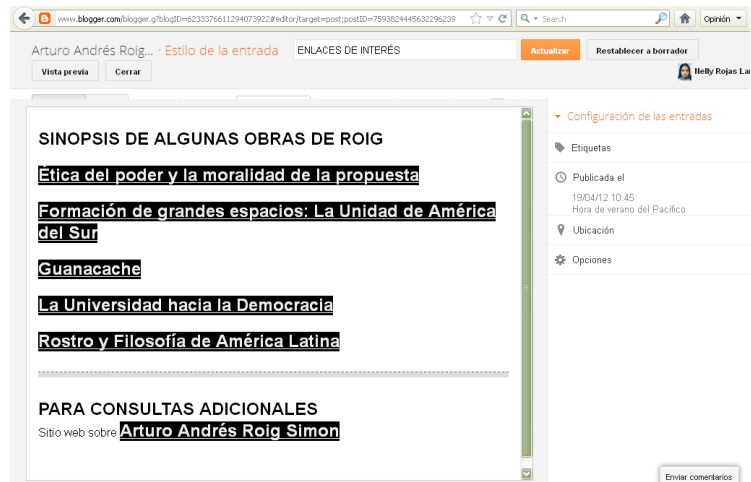 www.blogger.com/blogger.g?blogID=6233376611294073922#editor/target=post;postID=7593824445632296239
Search
Opinión
Arturo Andrés Roig... · Estilo de la entrada
ENLACES DE INTERÉS
Actualizar
Restablecer a borrador
Vista previa
Cerrar
Nelly Rojas La
SINOPSIS DE ALGUNAS OBRAS DE ROIG
Ética del poder y la moralidad de la propuesta
Formación de grandes espacios: La Unidad de América
del Sur
Guanacache
La Universidad hacia la Democracia
Rostro y Filosofía de América Latina
PARA CONSULTAS ADICIONALES
Sitio web sobre Arturo Andrés Roig Simon
Configuración de las entradas
Etiquetas
Publicada el
19/04/12 10:45
Hora de verano del Pacífico
Ubicación
Opciones
Enviar comentarios